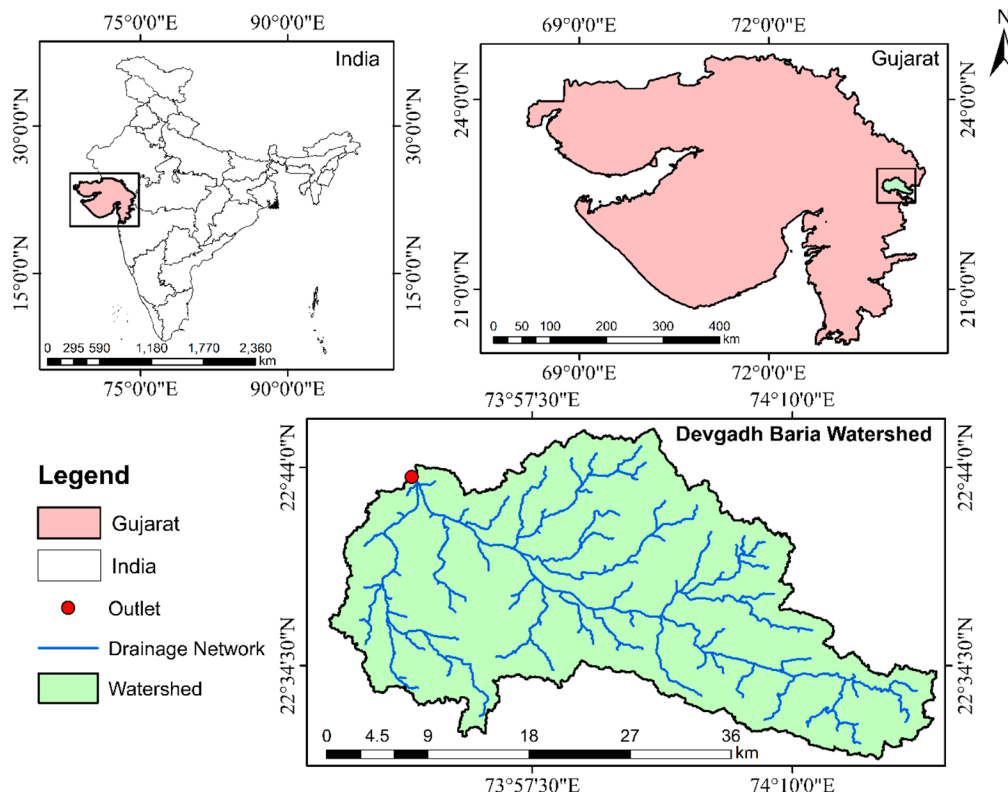 75°0'0"E 90°0'0"E
India
30°0'0"N
15°0'0"N
30°0'0"N
15°0'0"N
0 295 590 1,180 1,770 2,360
km
75°0'0"E 90°0'0"E
69°0'0"E 72°0'0"E
N
Gujarat
24°0'0"N
21°0'0"N
24°0'0"N
21°0'0"N
0 50 100 200 300 400
km
69°0'0"E 72°0'0"E
73°57'30"E 74°10'0"E
Devgadh Baria Watershed
22°44'0"N
22°34'30"N
22°44'0"N
22°34'30"N
0 4.5 9 18 27 36
km
73°57'30"E 74°10'0"E
Legend
Gujarat
India
Outlet
Drainage Network
Watershed